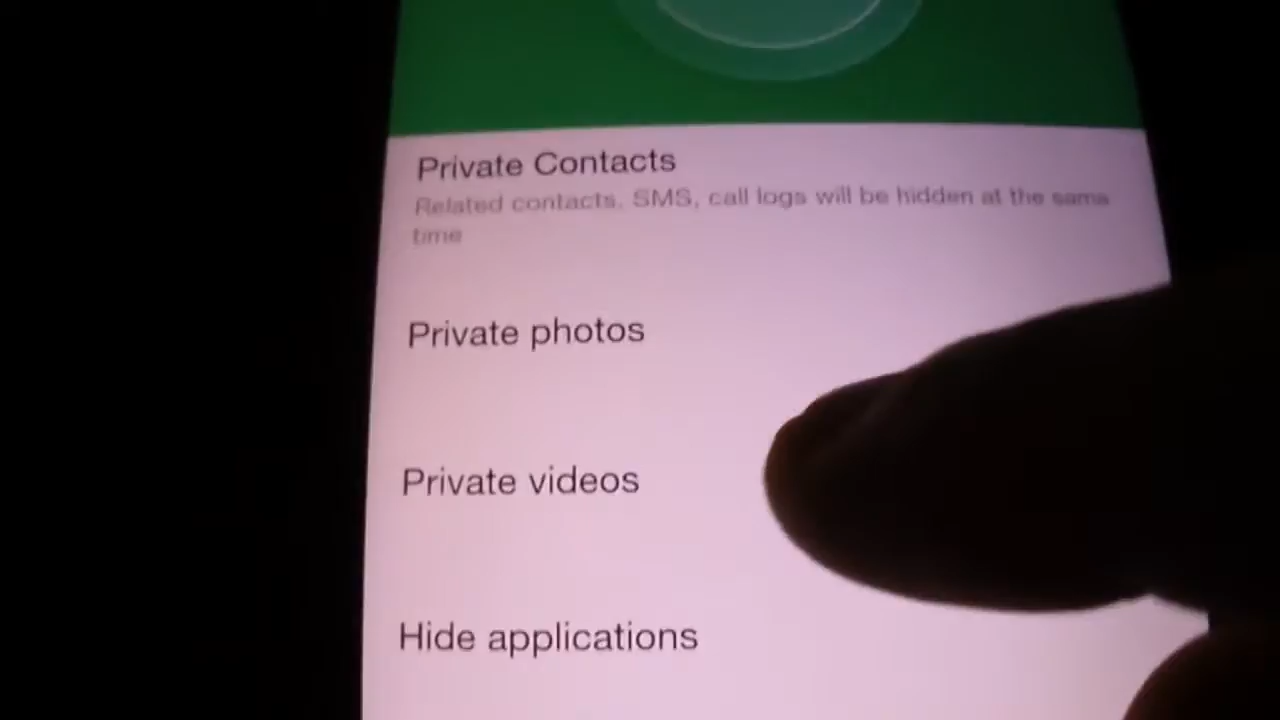 Private Contacts
Related contacts, SMS, call logs will be hidden at the same
time
Private photos
Private videos
Hide applications